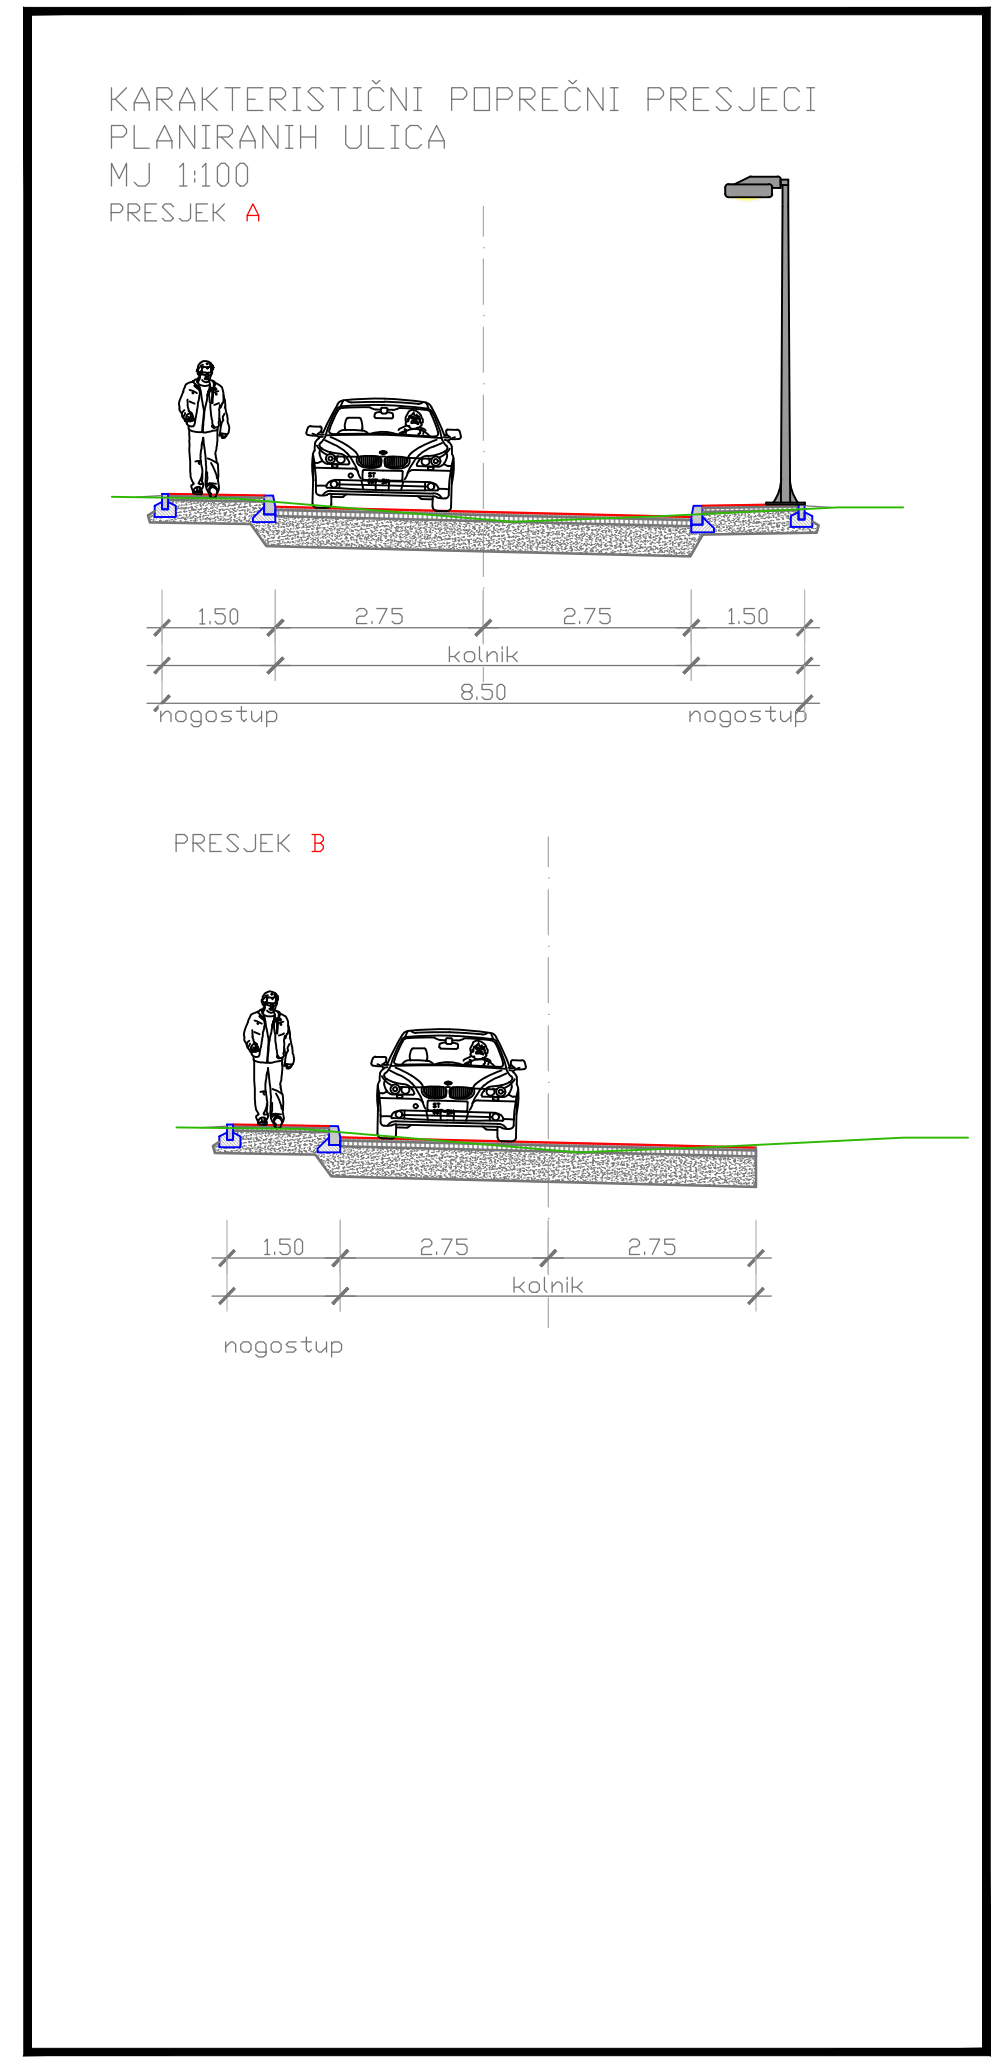 KARAKTERISTIČNI POPREČNI PRESJECI
PLANIRANIH ULICA
MJ 1:100
PRESJEK A
1.50 2.75 2.75 1.50
kolnik
8.50
nogostup nogostup
PRESJEK B
1.50 2.75 2.75
kolnik
nogostup